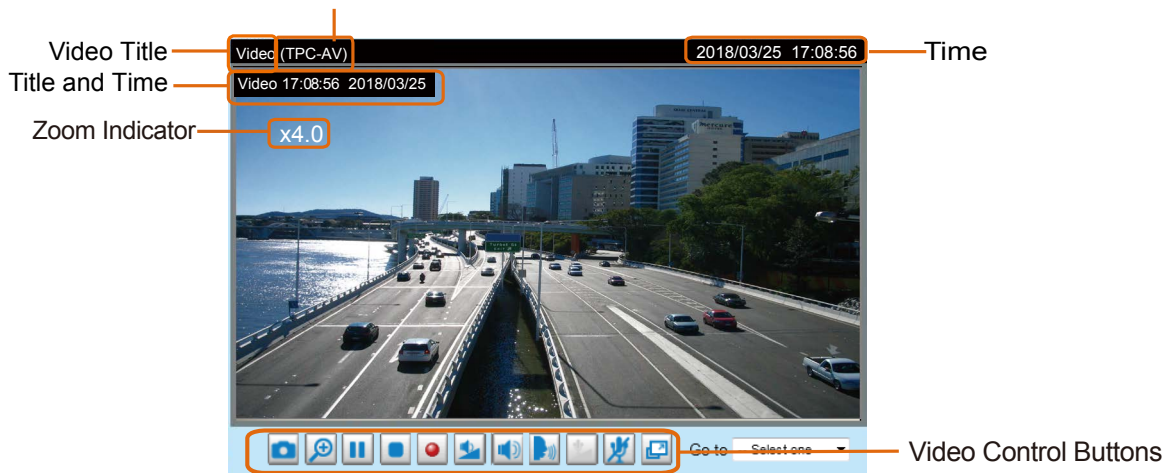 Video Title
Video (TPC-AV)
2018/03/25 17:08:56
Time
Title and Time
Video 17:08:56 2018/03/25
Zoom Indicator
x4.0
Go to
Select one
Video Control Buttons